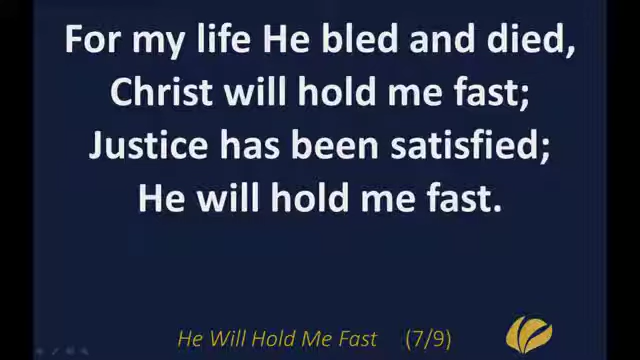 For my life He bled and died,
Christ will hold me fast;
Justice has been satisfied;
He will hold me fast.
He Will Hold Me Fast (7/9)